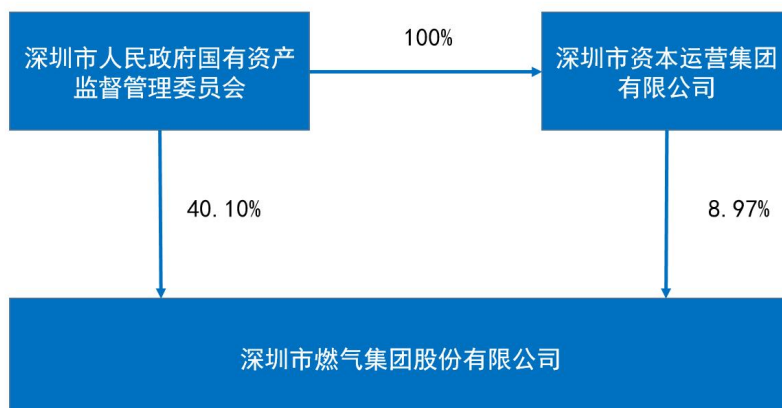 深圳市人民政府国有资产
监督管理委员会
100%
深圳市资本运营集团
有限公司
40.10%
8.97%
深圳市燃气集团股份有限公司